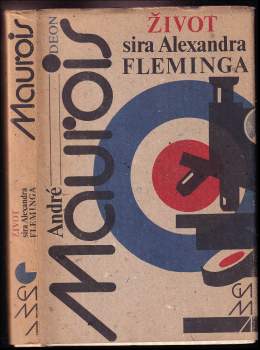 Maurois
ŽIVOT
sira Alexandra
FLEMINGA
ODEON
ŽIVOT
sira Alexandra
FLEMINGA
André
Maurois